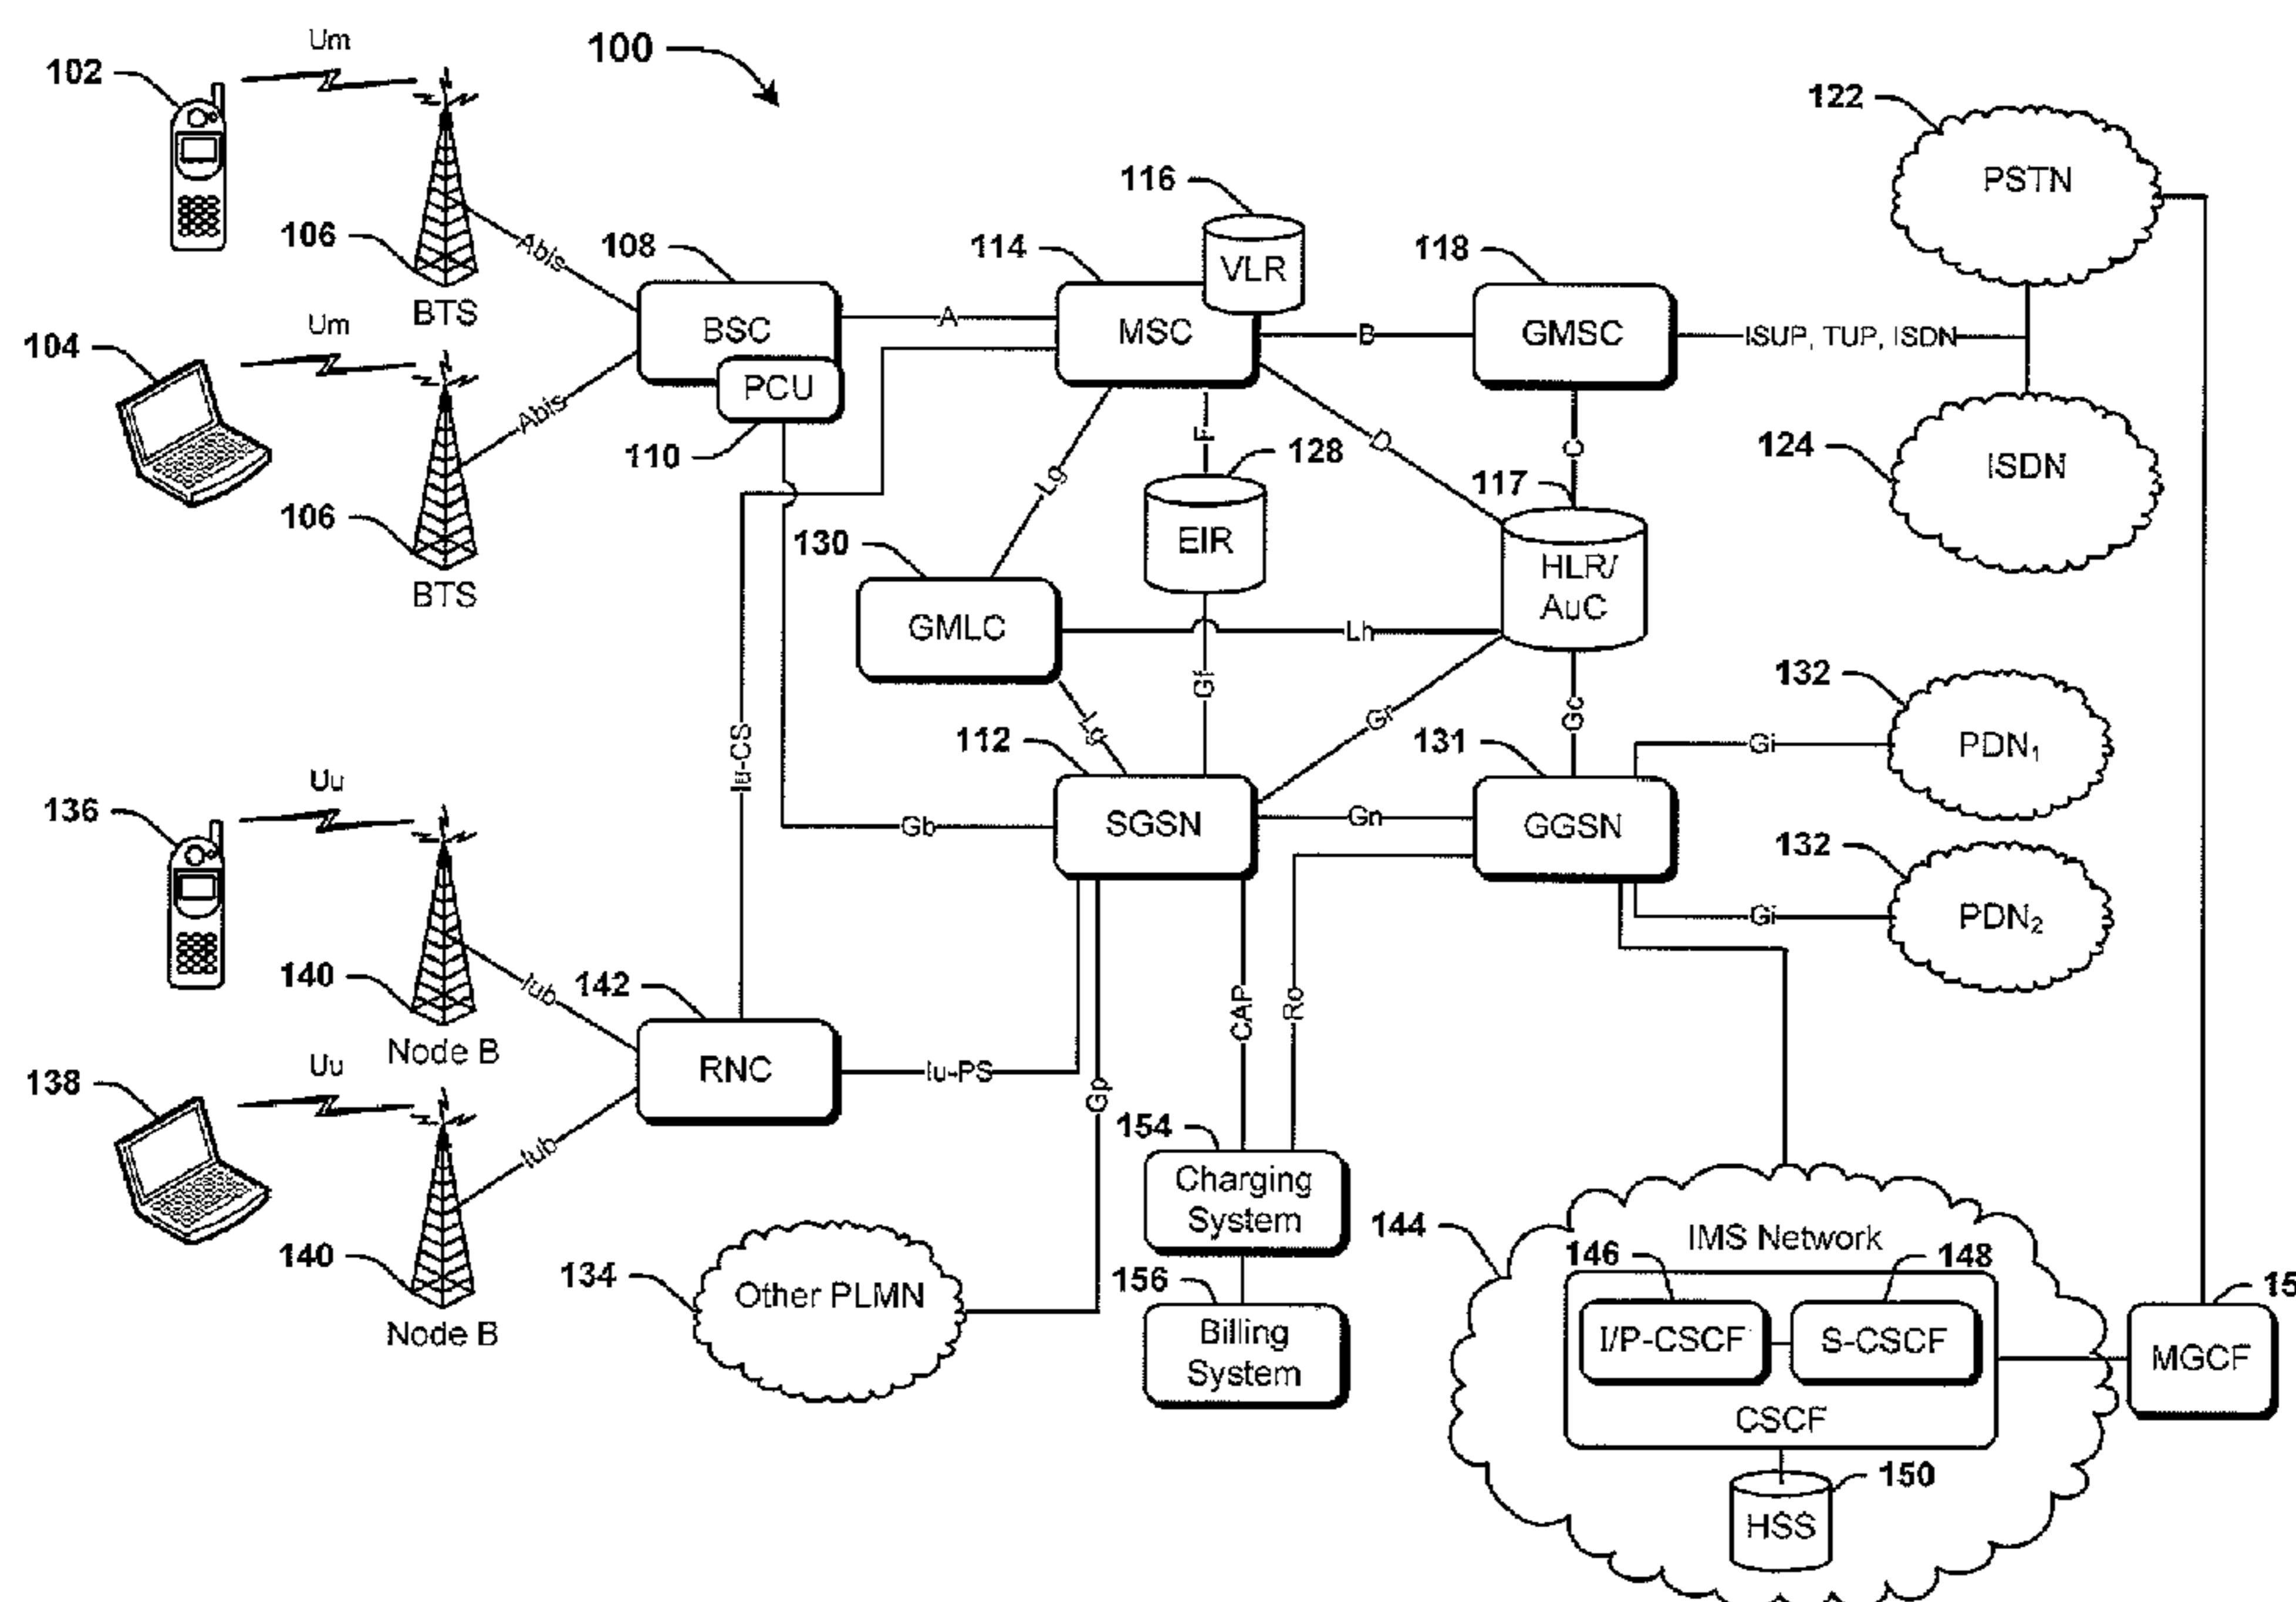 Um
102
100
122
PSTN
116
106
Abis
108
114
VLR
118
BTS
BSC
A
MSC
B
GMSC
ISUP, TUP, ISDN
Um
104
PCU
Abis
110
Lg
F
128
D
C
117
124
ISDN
106
130
EIR
HLR/
AuC
BTS
GMLC
Lh
Gf
Lg
Gr
Gc
132
PDN1
Gi
Iu-CS
112
131
Uu
136
Gb
SGSN
Gn
GGSN
132
PDN2
Gi
140
Iub
142
CAP
Ro
Node B
Uu
RNC
Iu-PS
Gp
138
Iub
154
Charging
System
144
IMS Network
140
134
Other PLMN
156
146
148
Node B
Billing
System
I/P-CSCF
S-CSCF
MGCF
CSCF
150
HSS